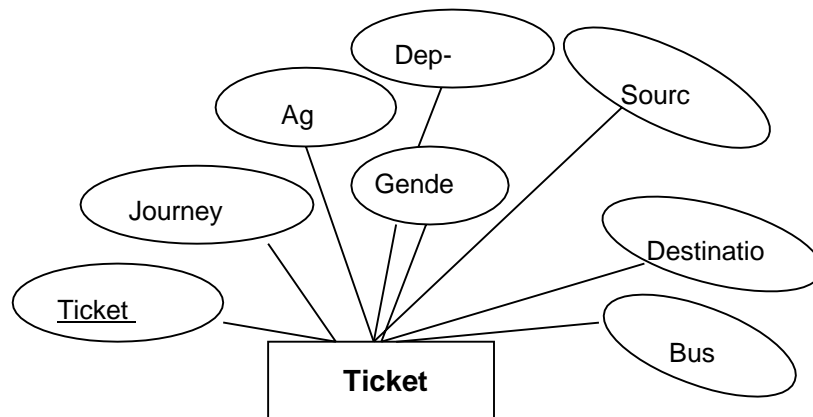 Dep-
Sourc
Ag
Gende
Journey
Destinatio
Ticket
Bus
Ticket